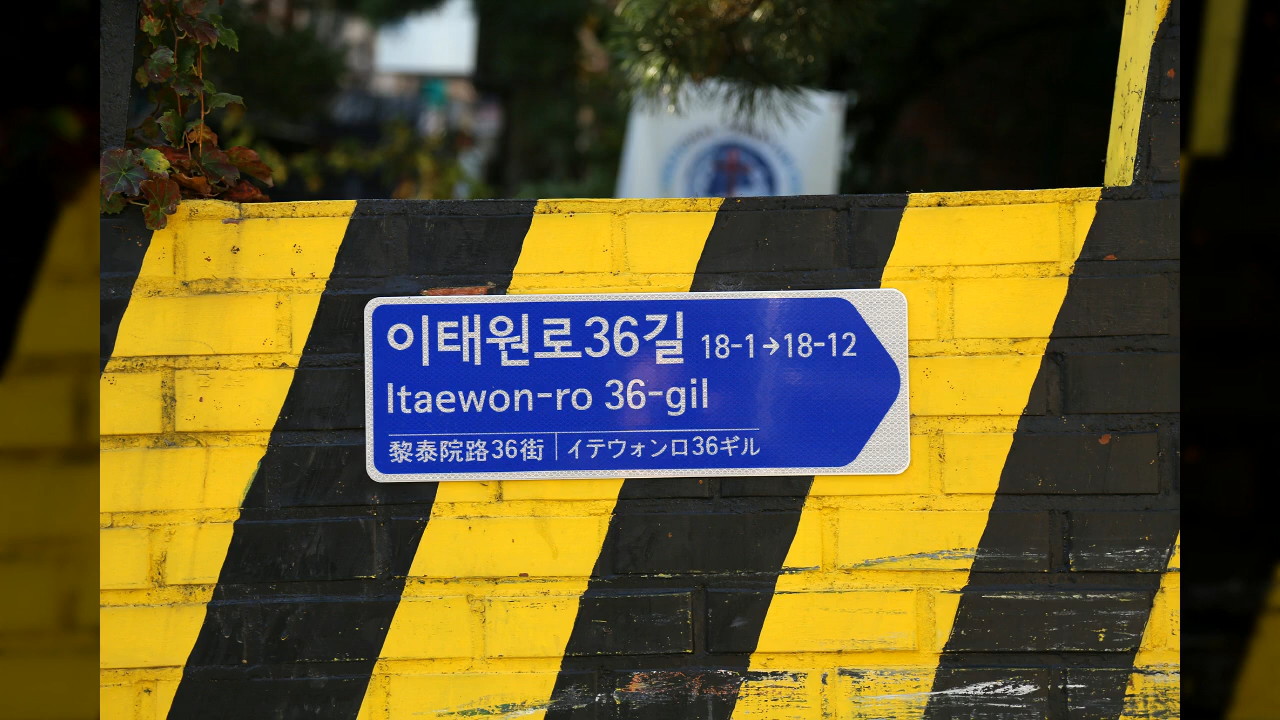 이태원로36길 18-1→18-12
Itaewon-ro 36-gil
黎泰院路36街 | イテウォンロ36ギル